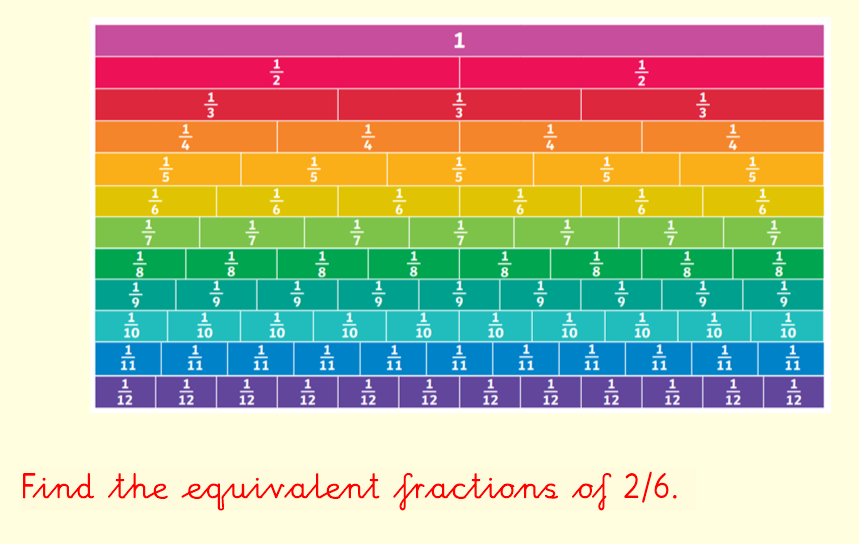 1
1/2 1/2
1/3 1/3 1/3
1/4 1/4 1/4 1/4
1/5 1/5 1/5 1/5 1/5
1/6 1/6 1/6 1/6 1/6 1/6
1/7 1/7 1/7 1/7 1/7 1/7 1/7
1/8 1/8 1/8 1/8 1/8 1/8 1/8 1/8
1/9 1/9 1/9 1/9 1/9 1/9 1/9 1/9 1/9
1/10 1/10 1/10 1/10 1/10 1/10 1/10 1/10 1/10 1/10
1/11 1/11 1/11 1/11 1/11 1/11 1/11 1/11 1/11 1/11 1/11
1/12 1/12 1/12 1/12 1/12 1/12 1/12 1/12 1/12 1/12 1/12 1/12
Find the equivalent fractions of 2/6.